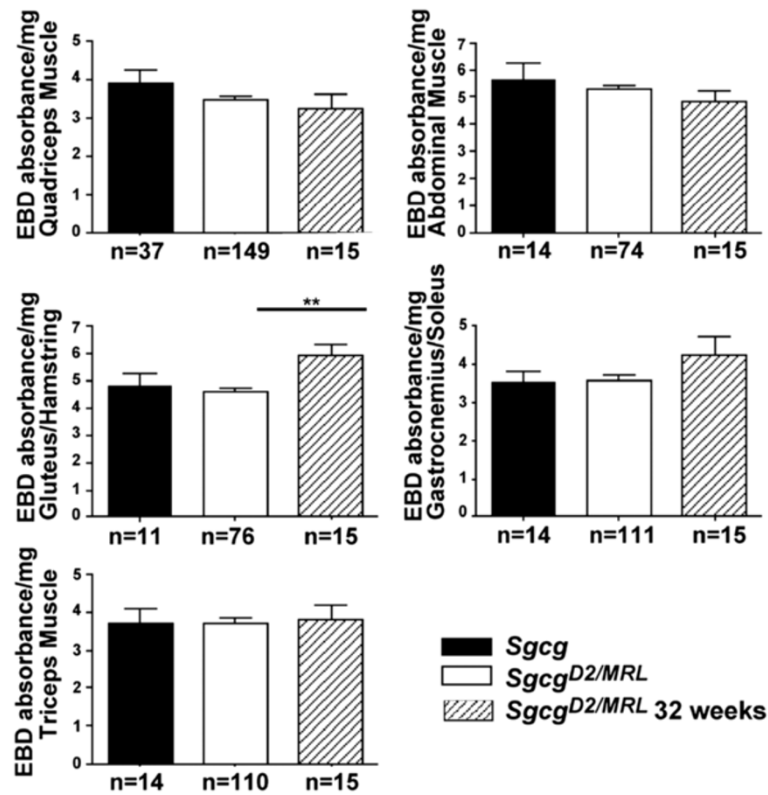 EBD absorbance/mg
Quadriceps Muscle
5
4
3
2
1
0
n=37 n=149 n=15
EBD absorbance/mg
Abdominal Muscle
7
6
5
4
3
2
1
0
n=14 n=74 n=15
EBD absorbance/mg
Gluteus/Hamstring
7
6
5
4
3
2
1
0
**
n=11 n=76 n=15
EBD absorbance/mg
Gastrocnemius/Soleus
5
4
3
2
1
0
n=14 n=111 n=15
EBD absorbance/mg
Triceps Muscle
5
4
3
2
1
0
n=14 n=110 n=15
Sgcg
Sgcg D2/MRL
Sgcg D2/MRL 32 weeks